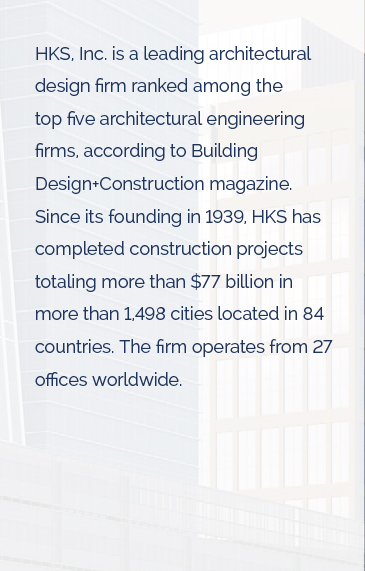 HKS, Inc. is a leading architectural
design firm ranked among the
top five architectural engineering
firms, according to Building
Design+Construction magazine.
Since its founding in 1939, HKS has
completed construction projects
totaling more than $77 billion in
more than 1,498 cities located in 84
countries. The firm operates from 27
offices worldwide.